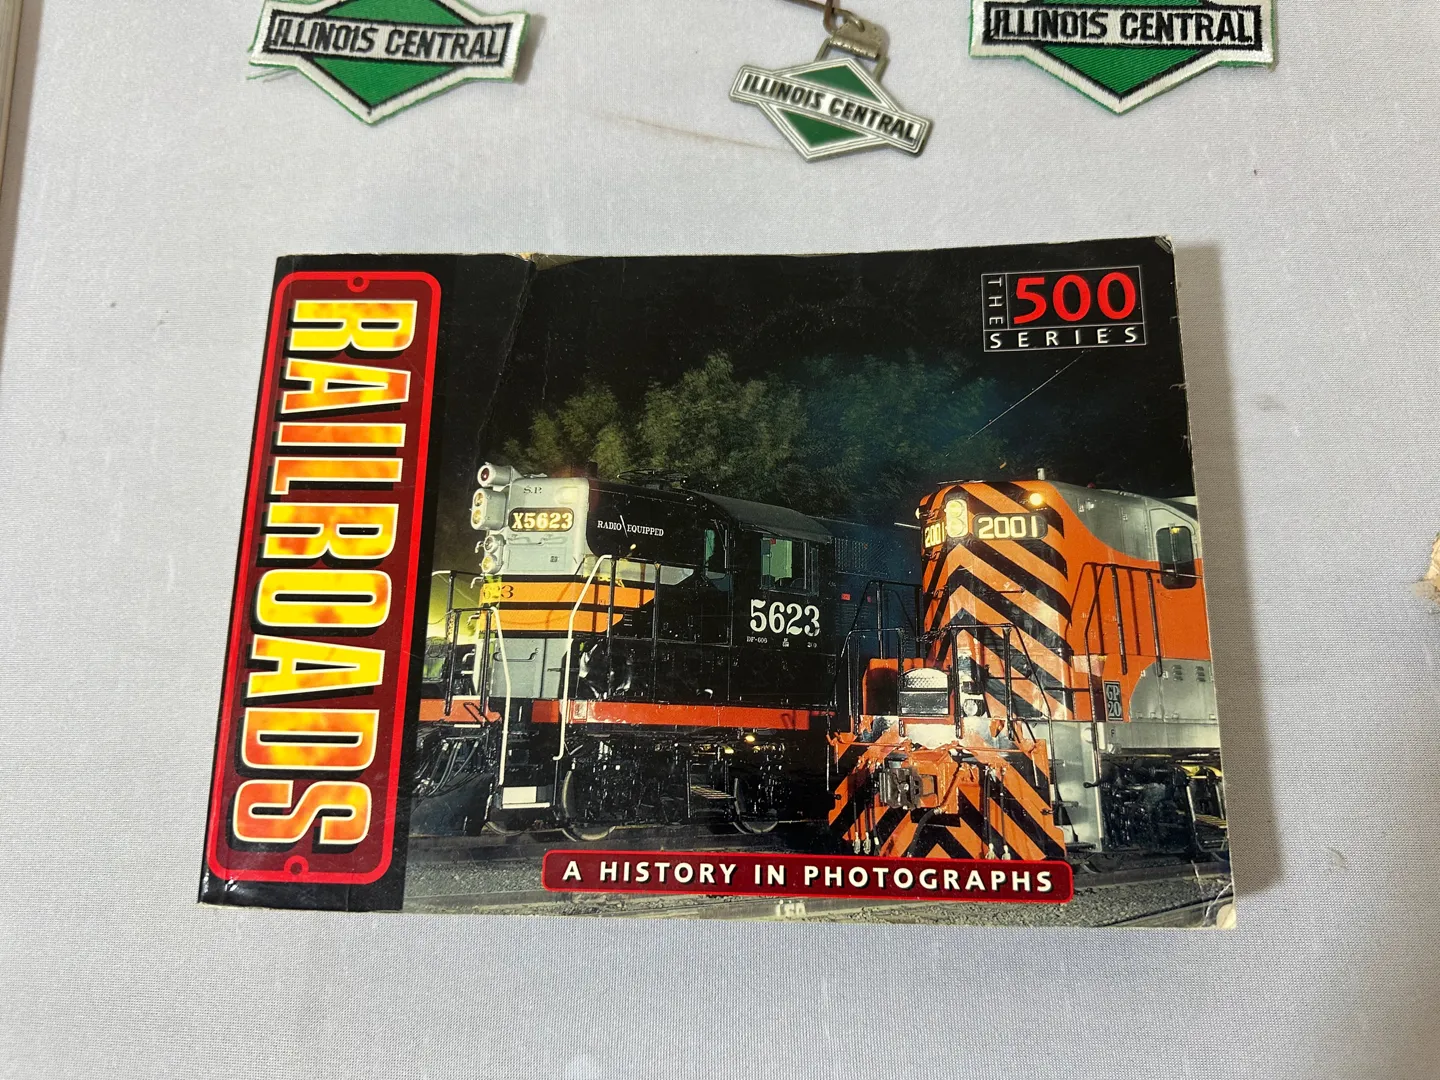 ILLINOIS CENTRAL
ILLINOIS CENTRAL
ILLINOIS CENTRAL
RAILROADS
THE 500
SERIES
S.P.
X5623
RADIO EQUIPPED
623
5623
2001
2001
GP
20
A HISTORY IN PHOTOGRAPHS